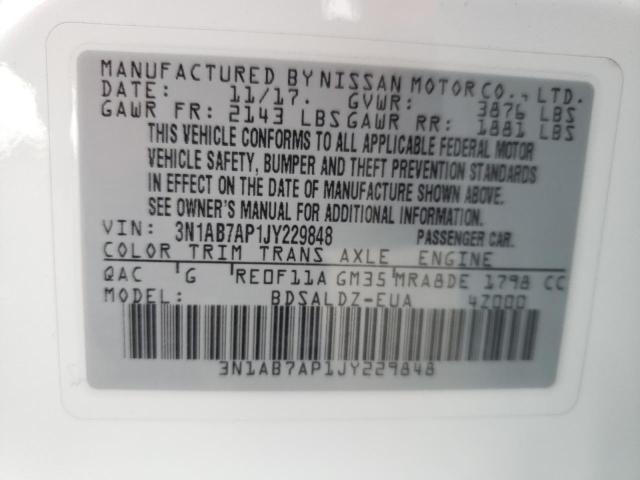 MANUFACTURED BY NISSAN MOTOR CO., LTD.
DATE: 11/17. GVWR: 3876 LBS
GAWR FR: 2143 LBS GAWR RR: 1881 LBS
THIS VEHICLE CONFORMS TO ALL APPLICABLE FEDERAL MOTOR
VEHICLE SAFETY, BUMPER AND THEFT PREVENTION STANDARDS
IN EFFECT ON THE DATE OF MANUFACTURE SHOWN ABOVE.
SEE OWNER'S MANUAL FOR ADDITIONAL INFORMATION.
VIN: 3N1AB7AP1JY229848 PASSENGER CAR.
COLOR TRIM TRANS AXLE ENGINE
QAC G RE0F11A GM35 MRA8DE 1798 CC
MODEL: BDSALDZ-EUA 4Z000
3N1AB7AP1JY229848